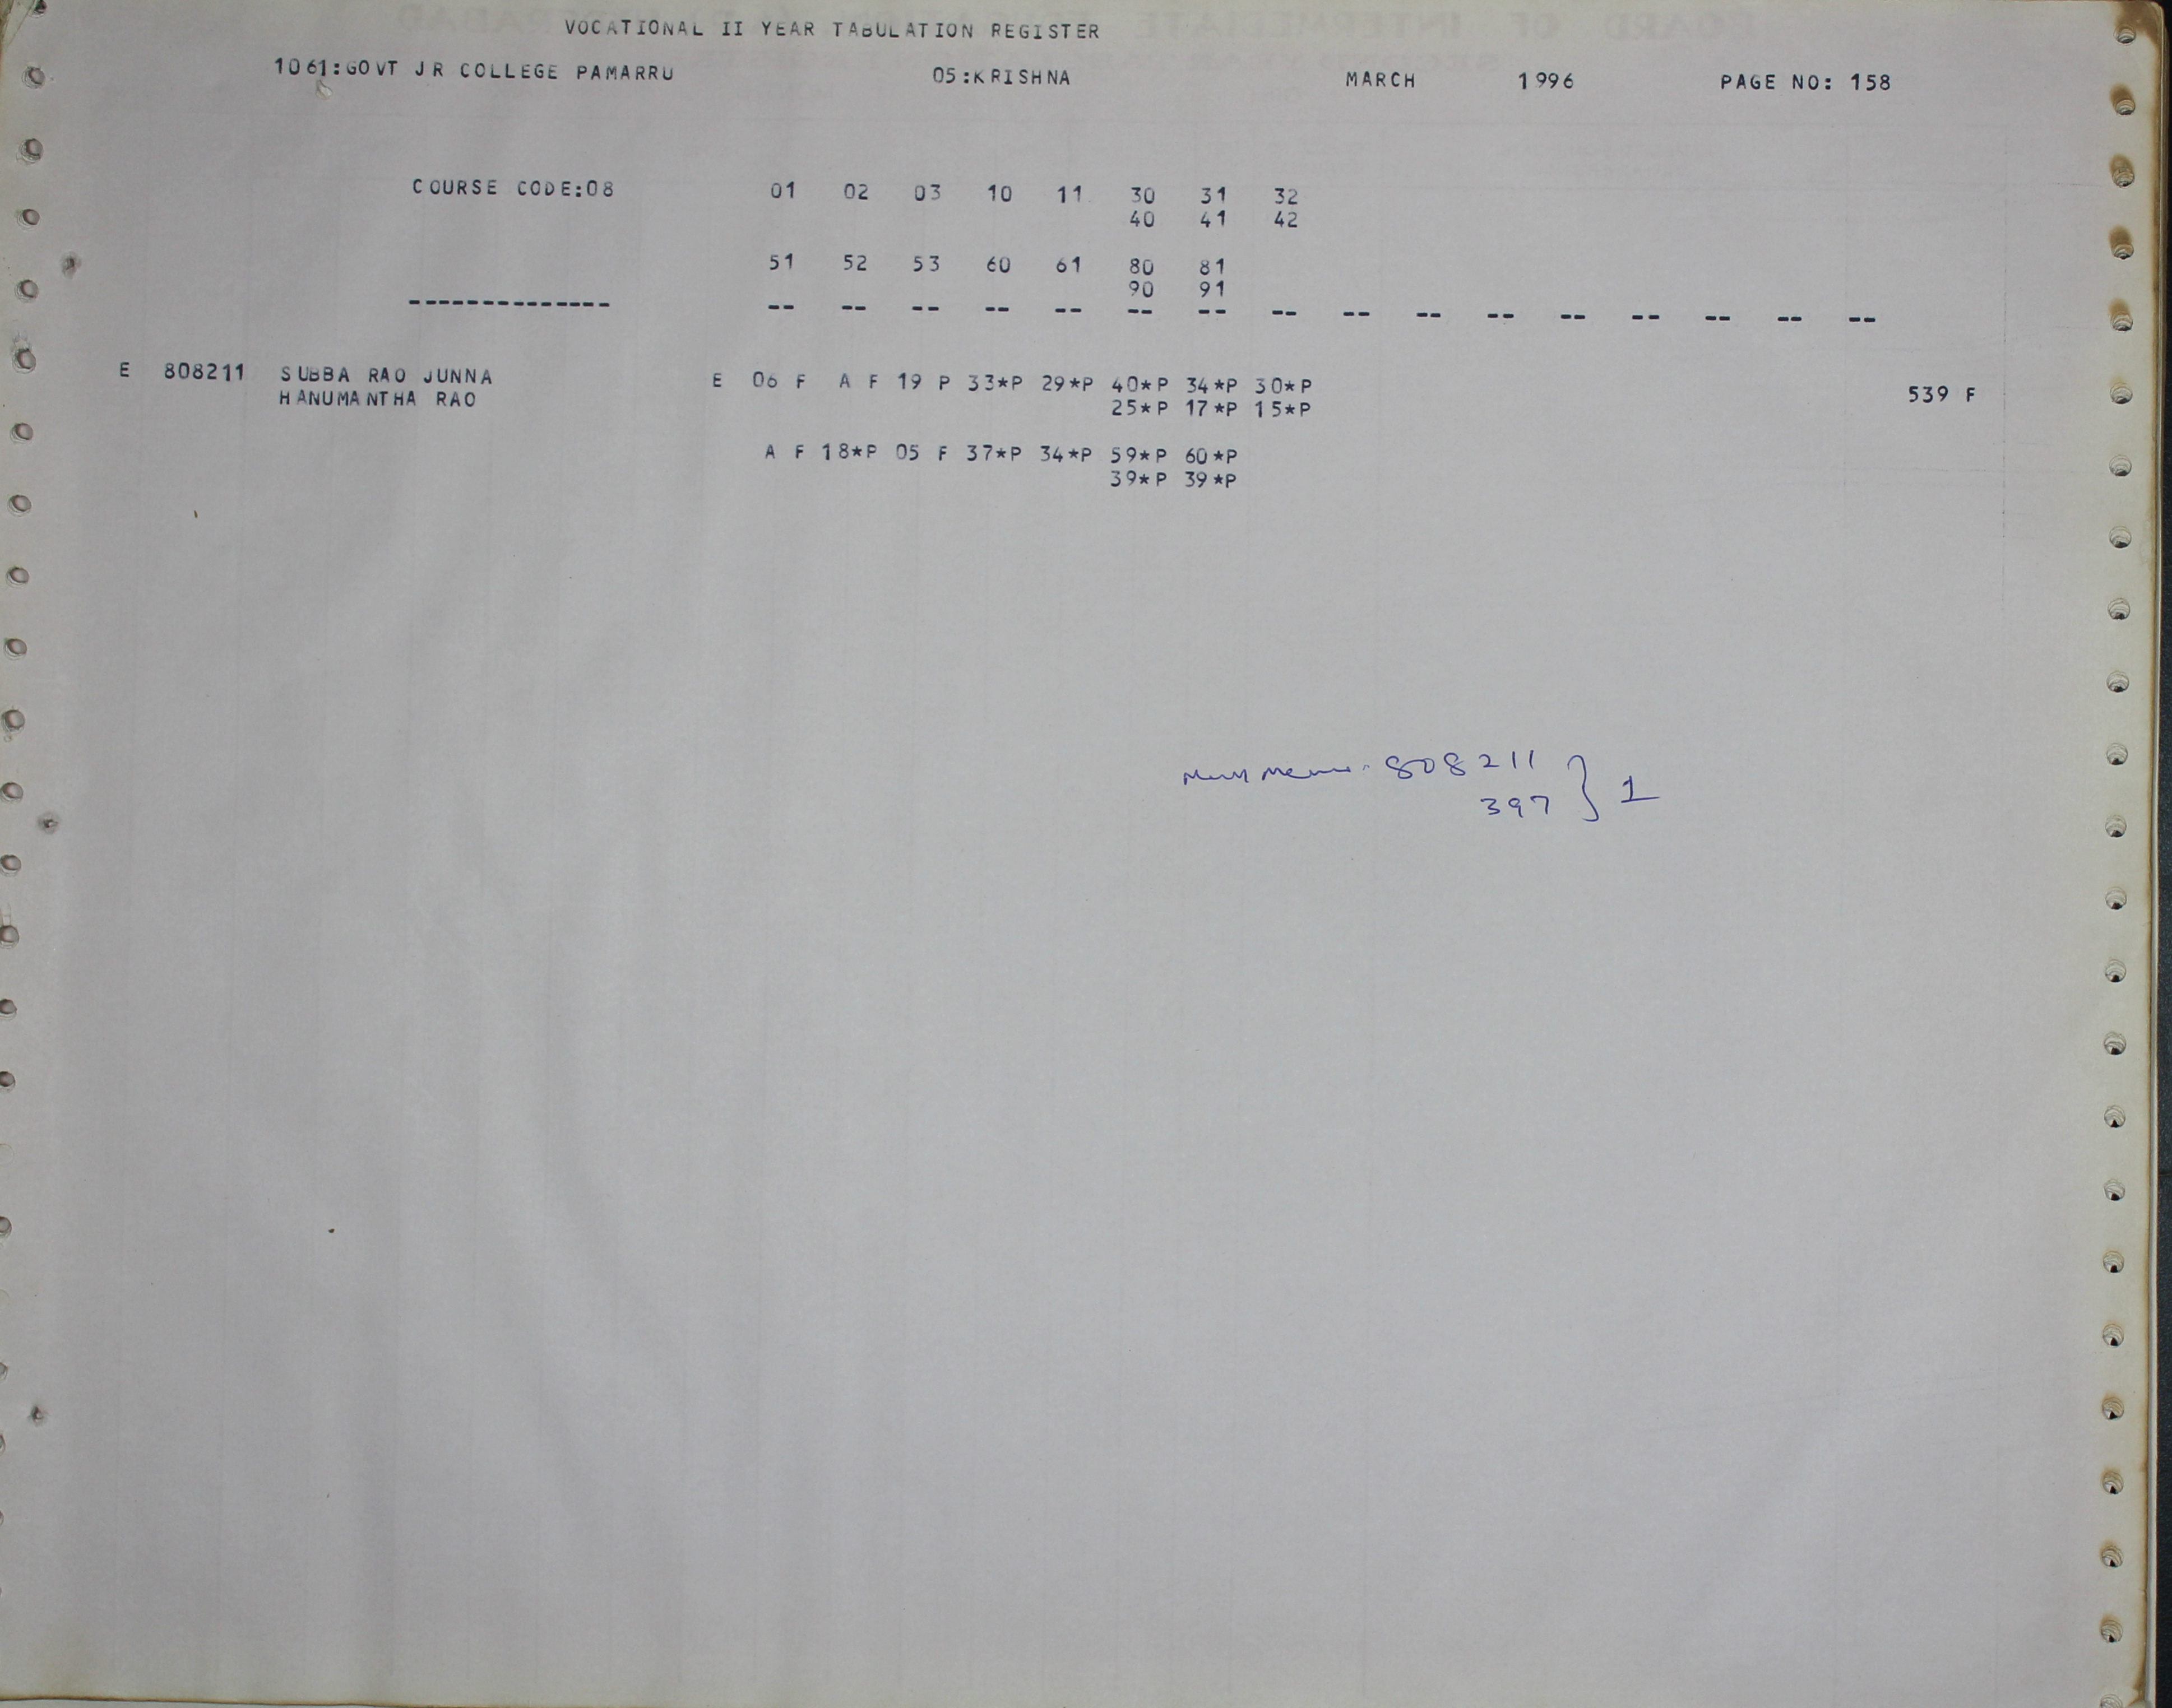 VOCATIONAL II YEAR TABULATION REGISTER
1061:GOVT JR COLLEGE PAMARRU 05:KRISHNA MARCH 1996 PAGE NO: 158
COURSE CODE:08 01 02 03 10 11 30 31 32
40 41 42
51 52 53 60 61 80 81
90 91
-------------- -- -- -- -- -- -- -- -- -- -- -- -- -- -- -- --
E 808211 SUBBA RAO JUNNA E 06 F A F 19 P 33*P 29*P 40*P 34*P 30*P 539 F
HANUMANTHA RAO 25*P 17*P 15*P
A F 18*P 05 F 37*P 34*P 59*P 60*P
39*P 39*P
808211
397 } 1